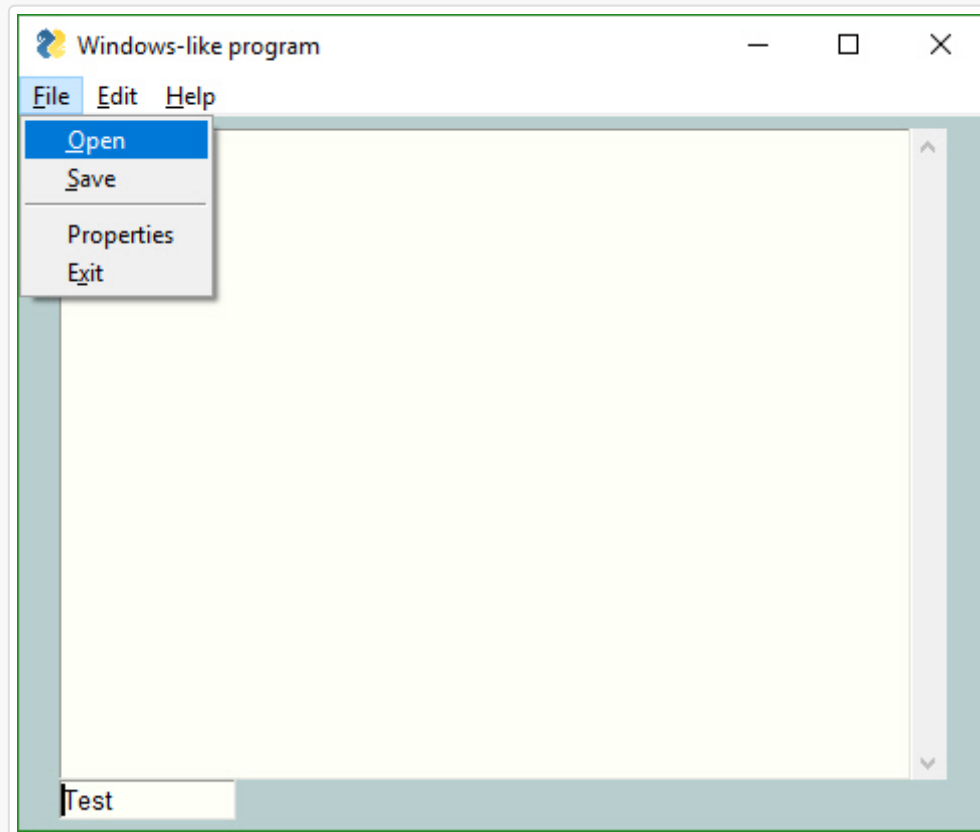 Windows-like program
File Edit Help
Open
Save
Properties
Exit
Test